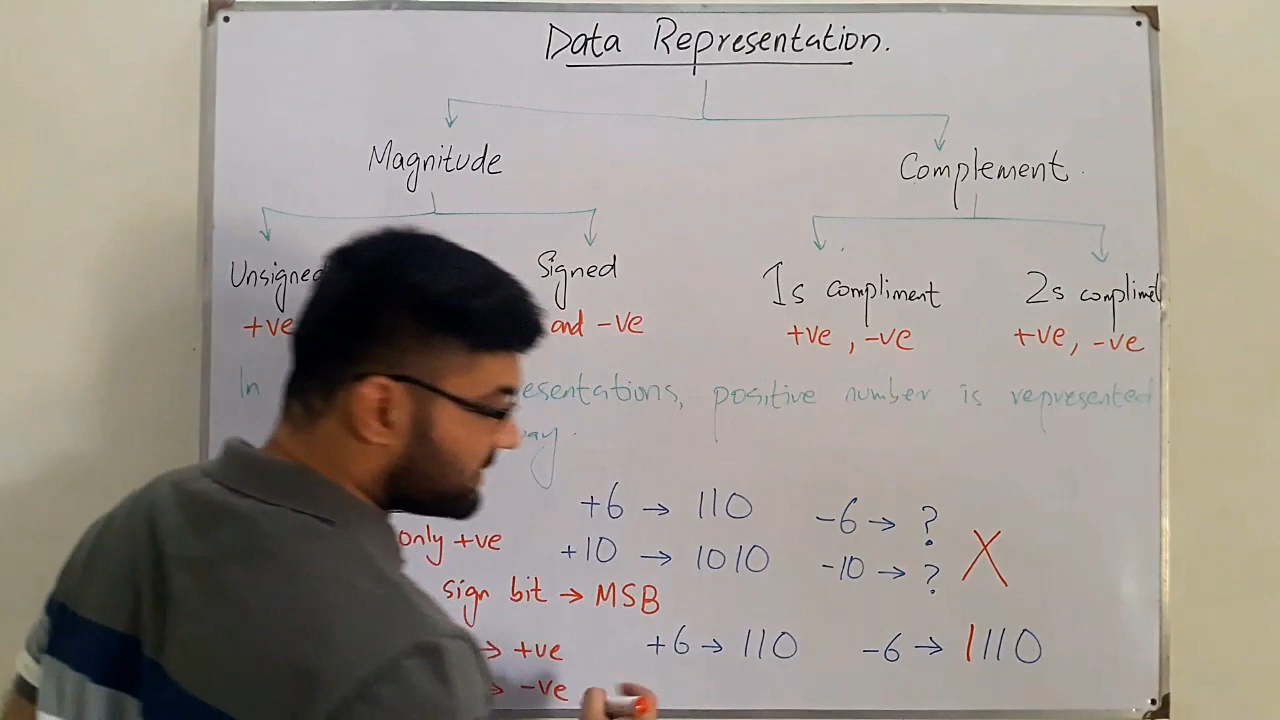 Data Representation.
Magnitude Complement
Unsigned Signed 1s compliment 2s complimet
+ve and -ve +ve, -ve +ve, -ve
In esentations, positive number is represented
+6 → 110 -6 → ?
only +ve +10 → 1010 -10 → ? X
sign bit → MSB
→ +ve +6 → 110 -6 → 1110
→ -ve